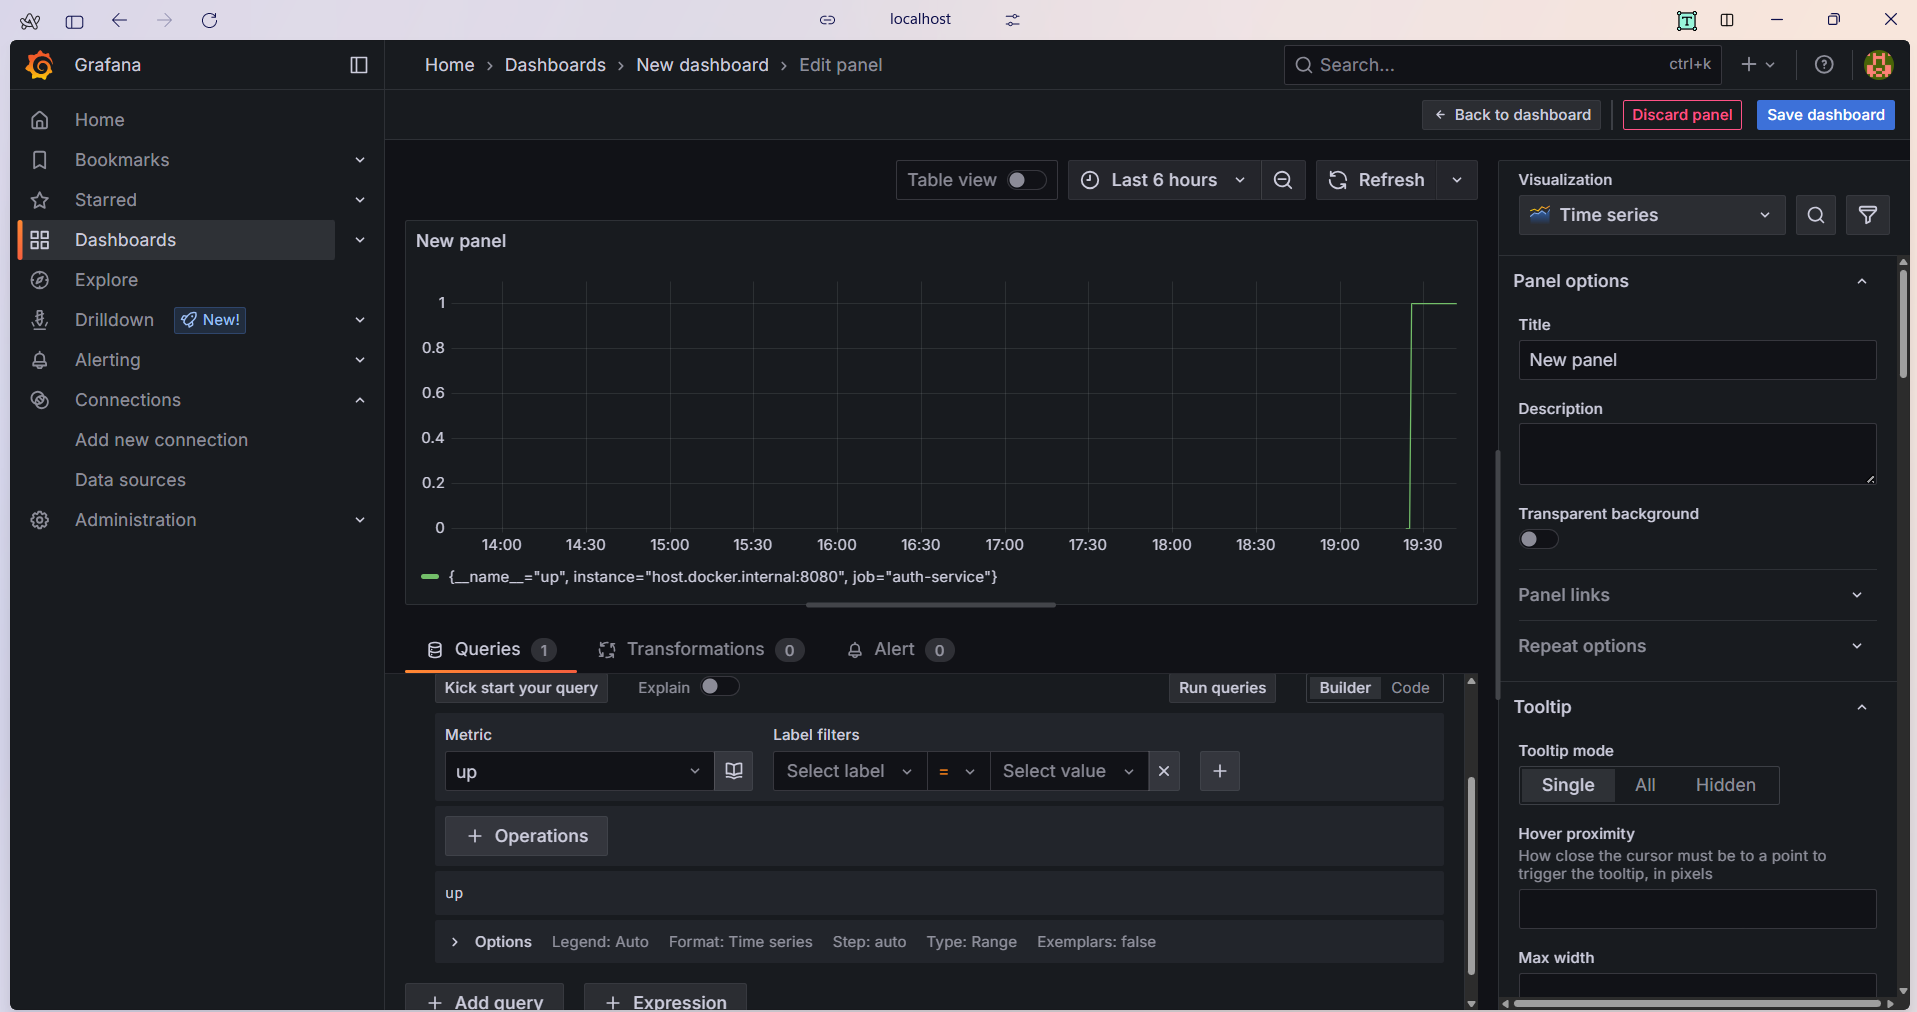 localhost
Grafana
Home › Dashboards › New dashboard › Edit panel
Search... ctrl+k
Home
Bookmarks
Starred
Dashboards
Explore
Drilldown New!
Alerting
Connections
Add new connection
Data sources
Administration
← Back to dashboard Discard panel Save dashboard
Table view Last 6 hours Refresh
New panel
1
0.8
0.6
0.4
0.2
0
14:00 14:30 15:00 15:30 16:00 16:30 17:00 17:30 18:00 18:30 19:00 19:30
{__name__="up", instance="host.docker.internal:8080", job="auth-service"}
Queries 1 Transformations 0 Alert 0
Kick start your query Explain Run queries Builder Code
Metric Label filters
up Select label = Select value
+ Operations
up
Options Legend: Auto Format: Time series Step: auto Type: Range Exemplars: false
+ Add query + Expression
Visualization
Time series
Panel options
Title
New panel
Description
Transparent background
Panel links
Repeat options
Tooltip
Tooltip mode
Single All Hidden
Hover proximity
How close the cursor must be to a point to
trigger the tooltip, in pixels
Max width